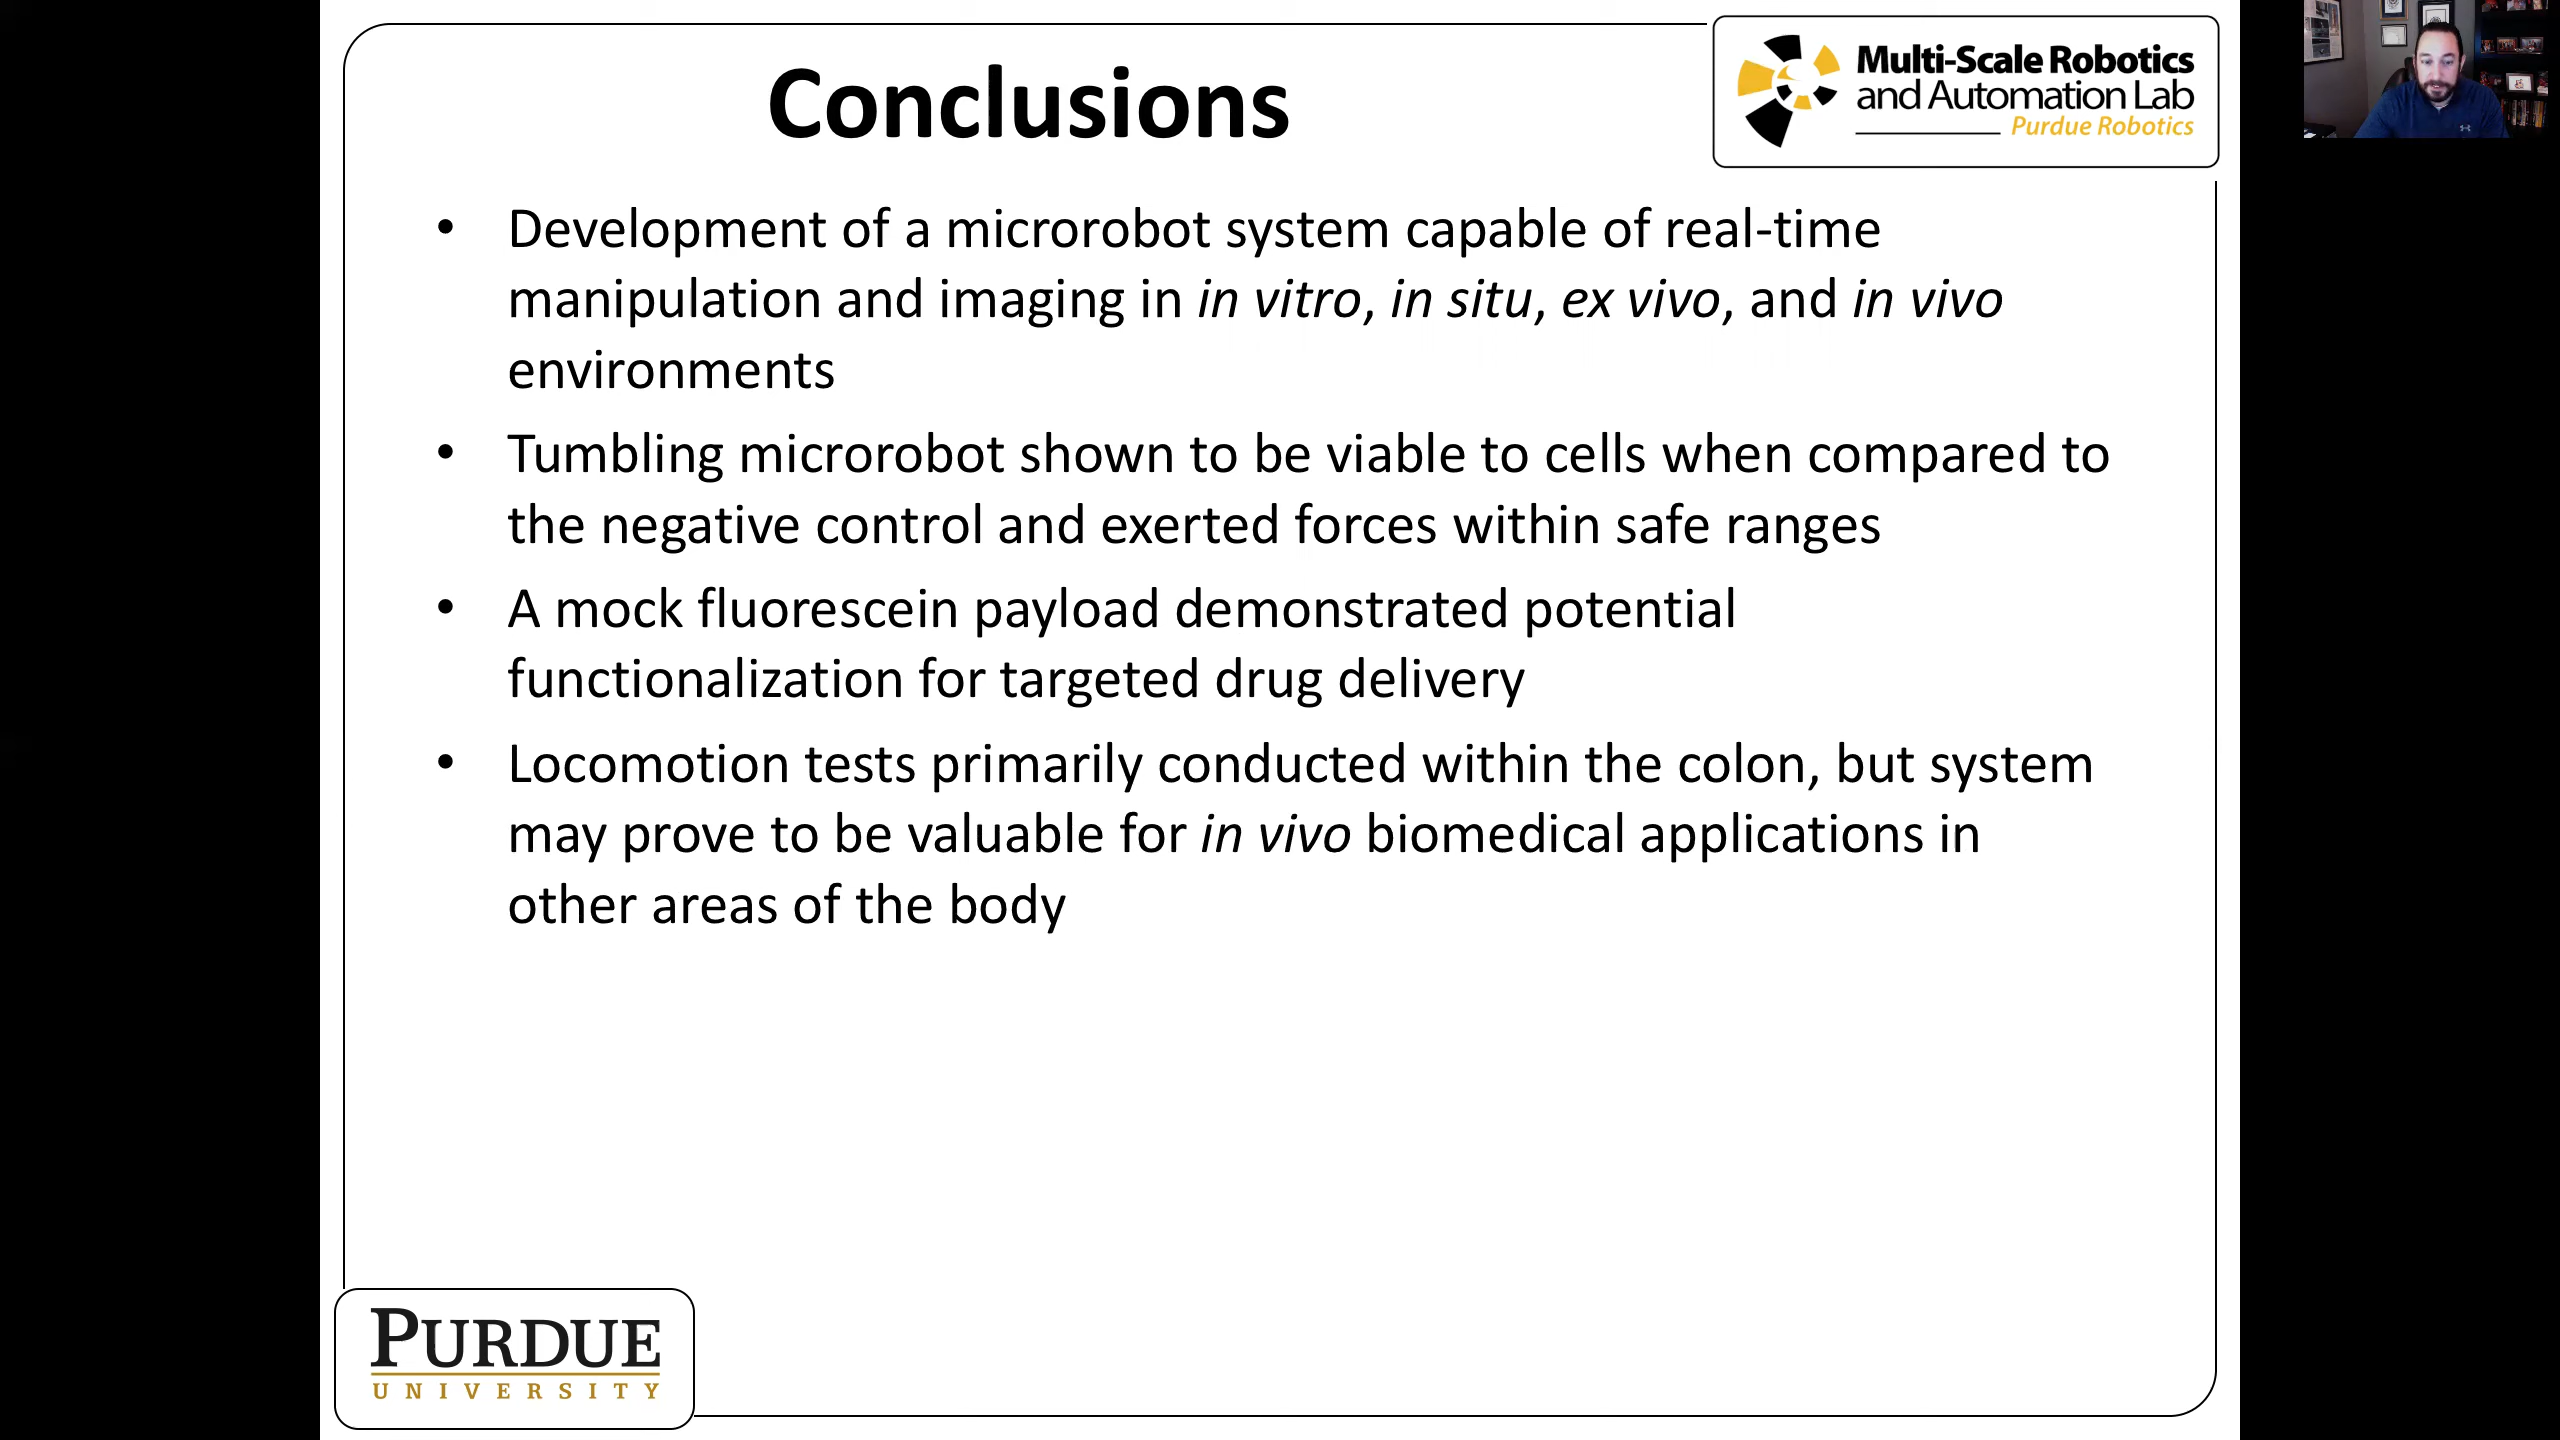 Conclusions
Multi-Scale Robotics
and Automation Lab
Purdue Robotics
• Development of a microrobot system capable of real-time
manipulation and imaging in in vitro, in situ, ex vivo, and in vivo
environments
• Tumbling microrobot shown to be viable to cells when compared to
the negative control and exerted forces within safe ranges
• A mock fluorescein payload demonstrated potential
functionalization for targeted drug delivery
• Locomotion tests primarily conducted within the colon, but system
may prove to be valuable for in vivo biomedical applications in
other areas of the body
PURDUE
UNIVERSITY